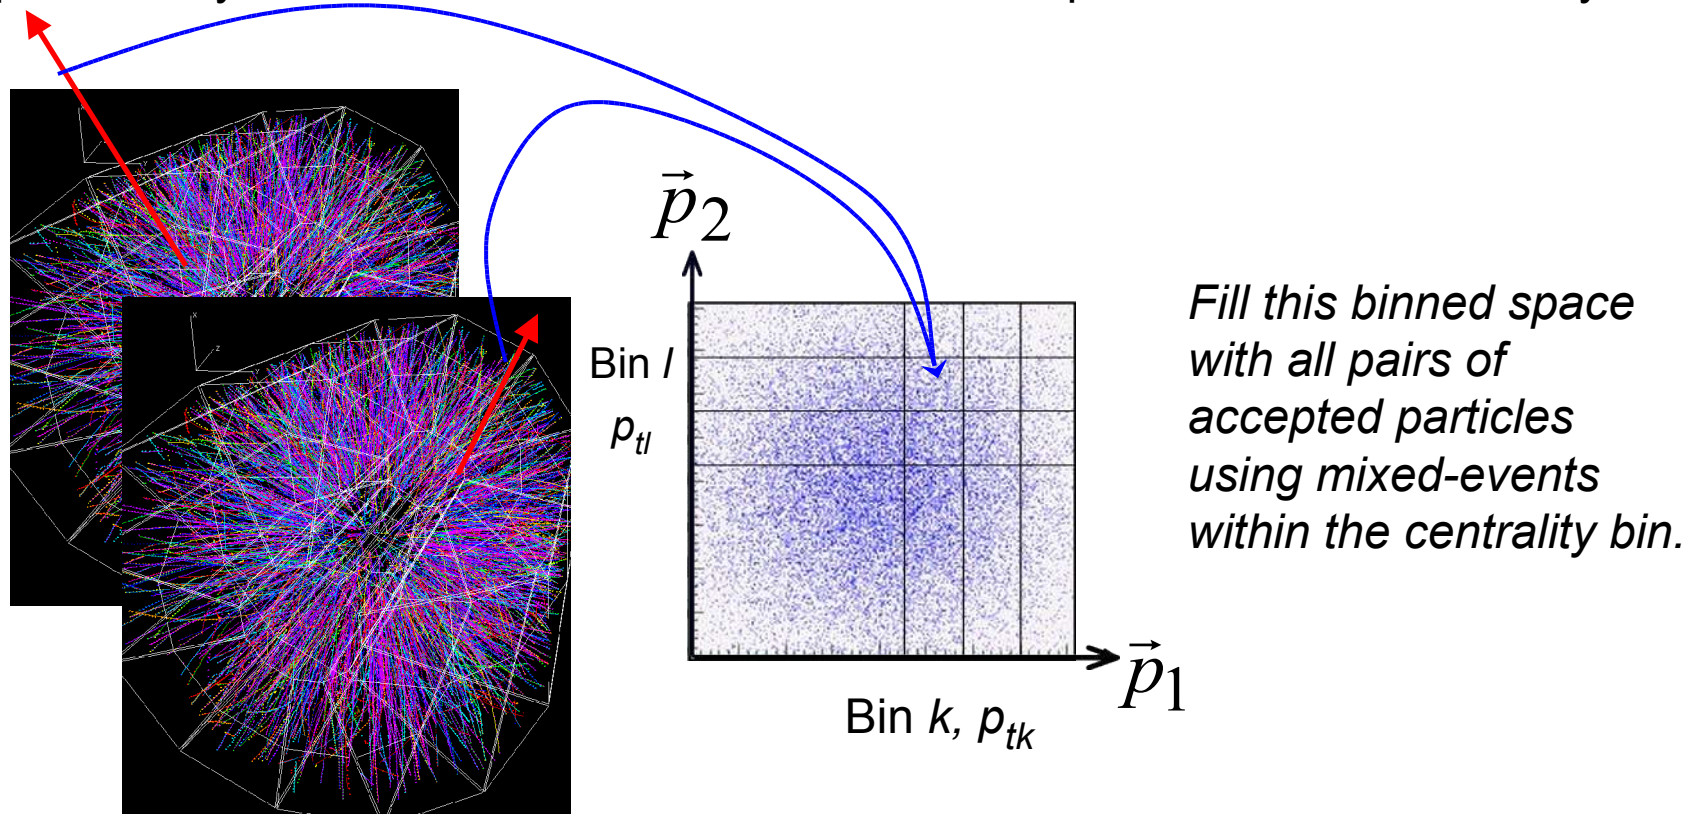 p⃗2
Bin l
ptl
p⃗1
Bin k, ptk
Fill this binned space
with all pairs of
accepted particles
using mixed-events
within the centrality bin.